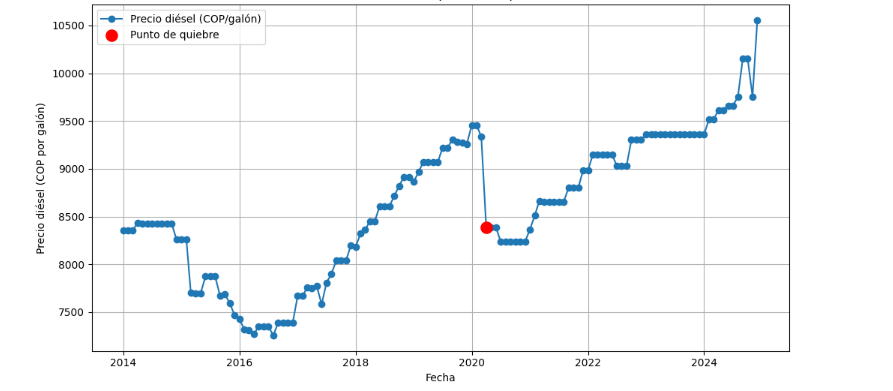 Precio diésel (COP/galón)
Punto de quiebre
10500
10000
9500
9000
8500
8000
7500
Precio diésel (COP por galón)
2014 2016 2018 2020 2022 2024
Fecha